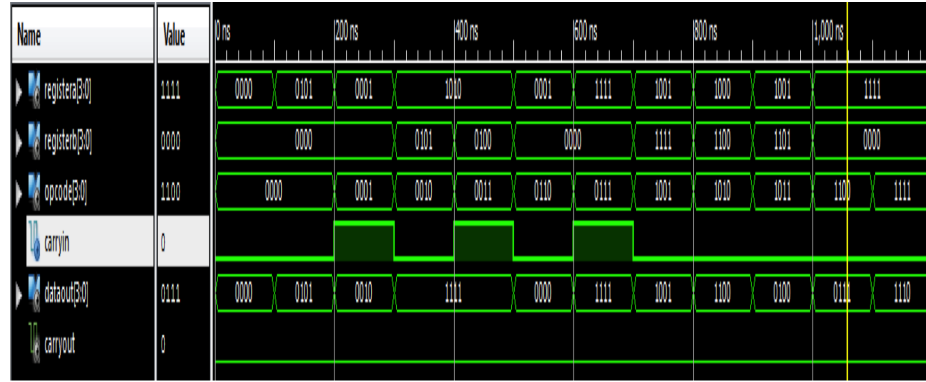 Name Value 0 ns 200 ns 400 ns 600 ns 800 ns 1,000 ns
registera[3:0] 1111 0000 0101 0001 1010 0001 1111 1001 1000 1001 1111
registerb[3:0] 0000 0000 0101 0100 0000 1111 1100 1101 0000
opcode[3:0] 1100 0000 0001 0010 0011 0110 0111 1001 1010 1011 1100 1111
carryin 0
dataout[3:0] 0111 0000 0101 0010 1111 0000 1111 1001 1100 0100 0111 1110
carryout 0